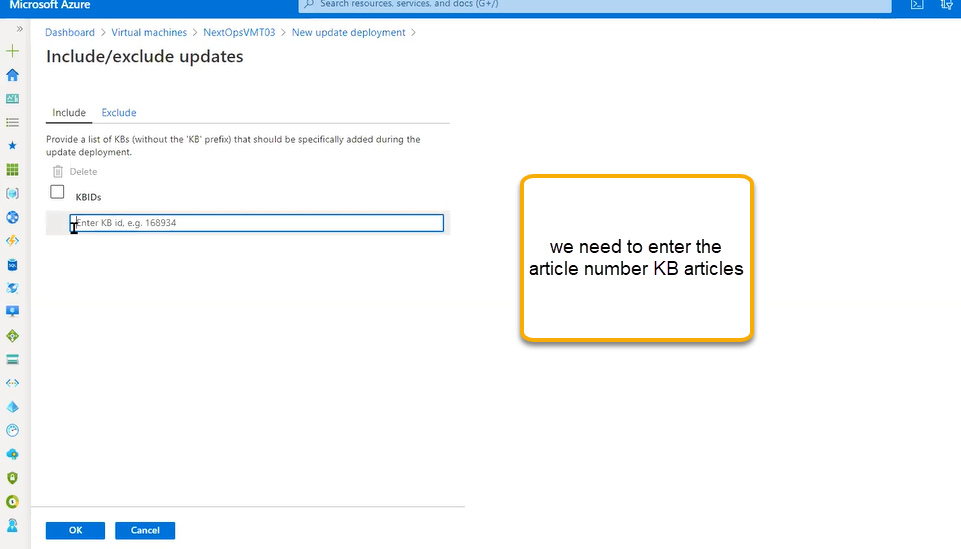 Microsoft Azure
Search resources, services, and docs (G+/)
Dashboard > Virtual machines > NextOpsVMT03 > New update deployment >
Include/exclude updates
Include Exclude
Provide a list of KBs (without the 'KB' prefix) that should be specifically added during the
update deployment.
Delete
KBIDs
Enter KB id, e.g. 168934
we need to enter the
article number KB articles
OK Cancel